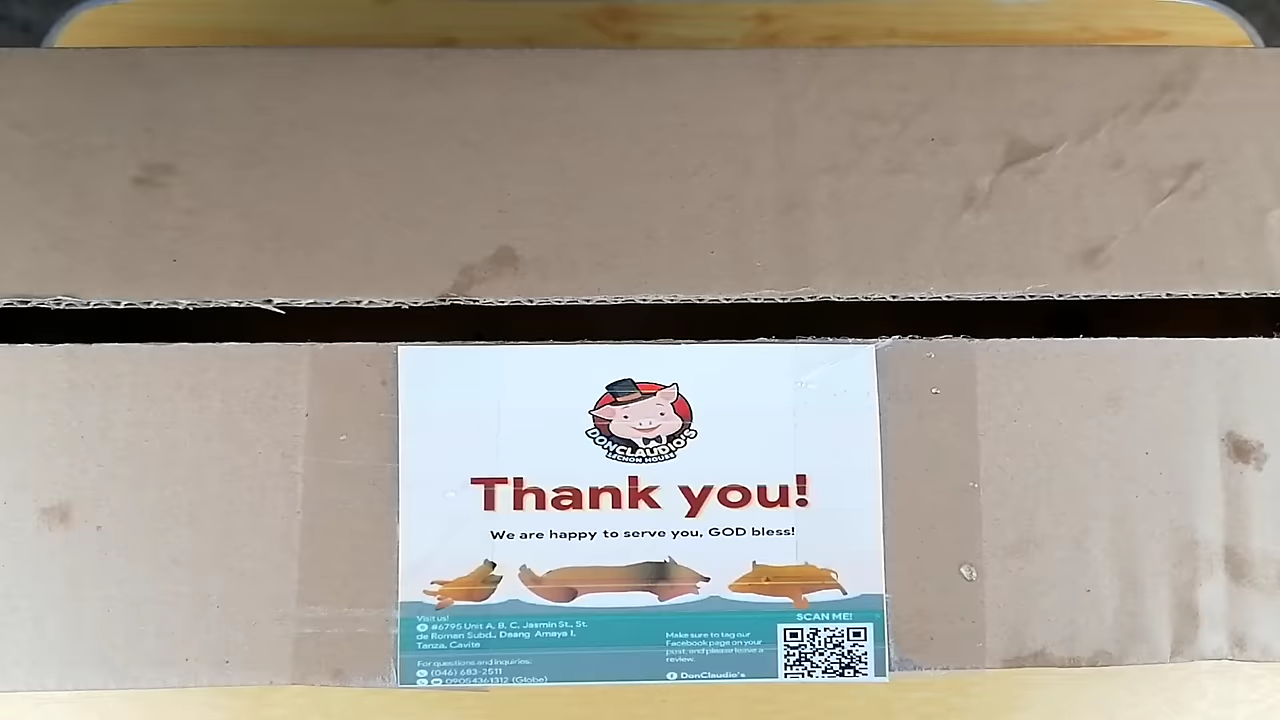 DONCLAUDIO'S
LECHON HOUSE
Thank you!
We are happy to serve you, GOD bless!
Visit us!
#6795 Unit A, B, C, Jasmin St., St.
de Roman Subd., Daang Amaya I,
Tanza, Cavite
For questions and inquiries:
(046) 683-2511
09054361312 (Globe)
Make sure to tag our
Facebook page on your
post, and please leave a
review.
DonClaudio's
SCAN ME!